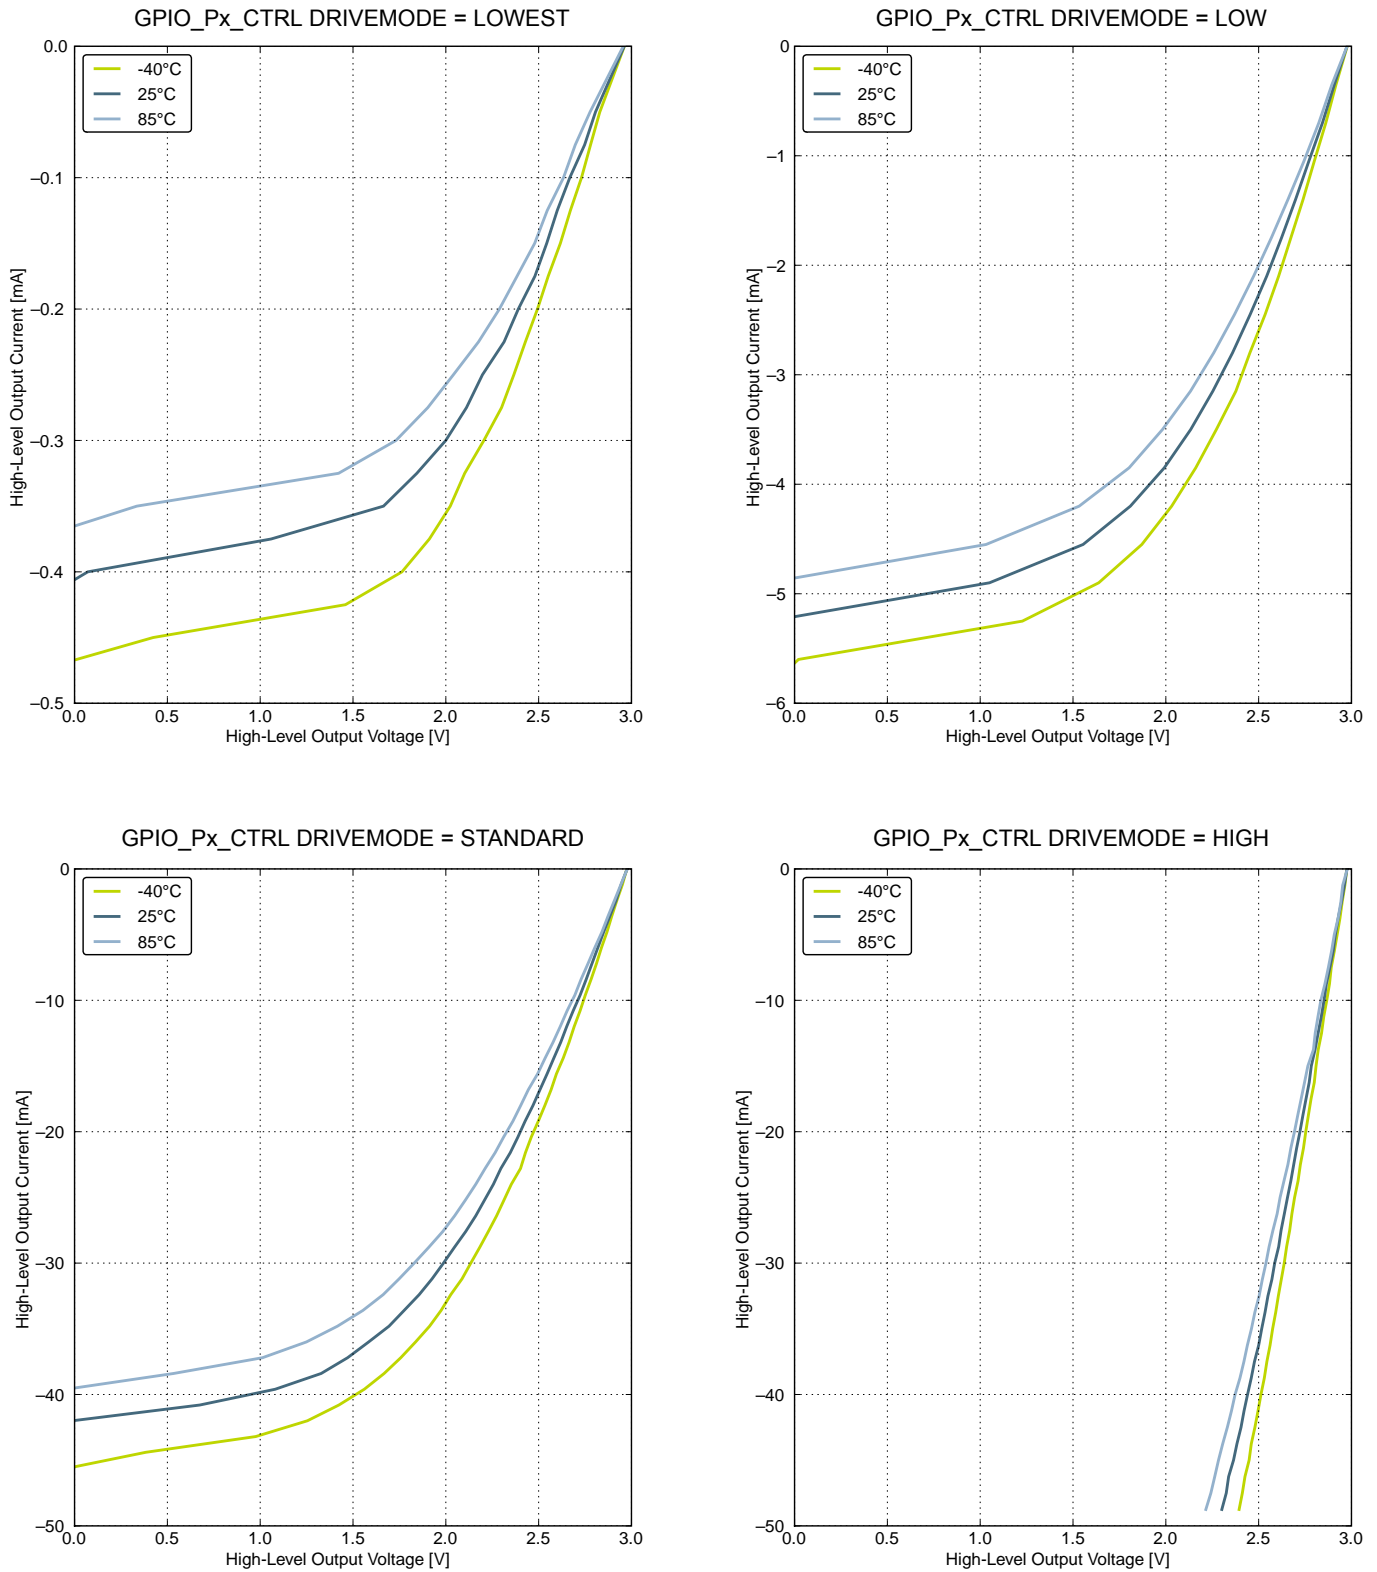 GPIO_Px_CTRL DRIVEMODE = LOWEST
0.0
–0.1
–0.2
–0.3
–0.4
–0.5
High-Level Output Current [mA]
-40°C
25°C
85°C
0.0 0.5 1.0 1.5 2.0 2.5 3.0
High-Level Output Voltage [V]
GPIO_Px_CTRL DRIVEMODE = LOW
0
–1
–2
–3
–4
–5
–6
High-Level Output Current [mA]
-40°C
25°C
85°C
0.0 0.5 1.0 1.5 2.0 2.5 3.0
High-Level Output Voltage [V]
GPIO_Px_CTRL DRIVEMODE = STANDARD
0
–10
–20
–30
–40
–50
High-Level Output Current [mA]
-40°C
25°C
85°C
0.0 0.5 1.0 1.5 2.0 2.5 3.0
High-Level Output Voltage [V]
GPIO_Px_CTRL DRIVEMODE = HIGH
0
–10
–20
–30
–40
–50
High-Level Output Current [mA]
-40°C
25°C
85°C
0.0 0.5 1.0 1.5 2.0 2.5 3.0
High-Level Output Voltage [V]